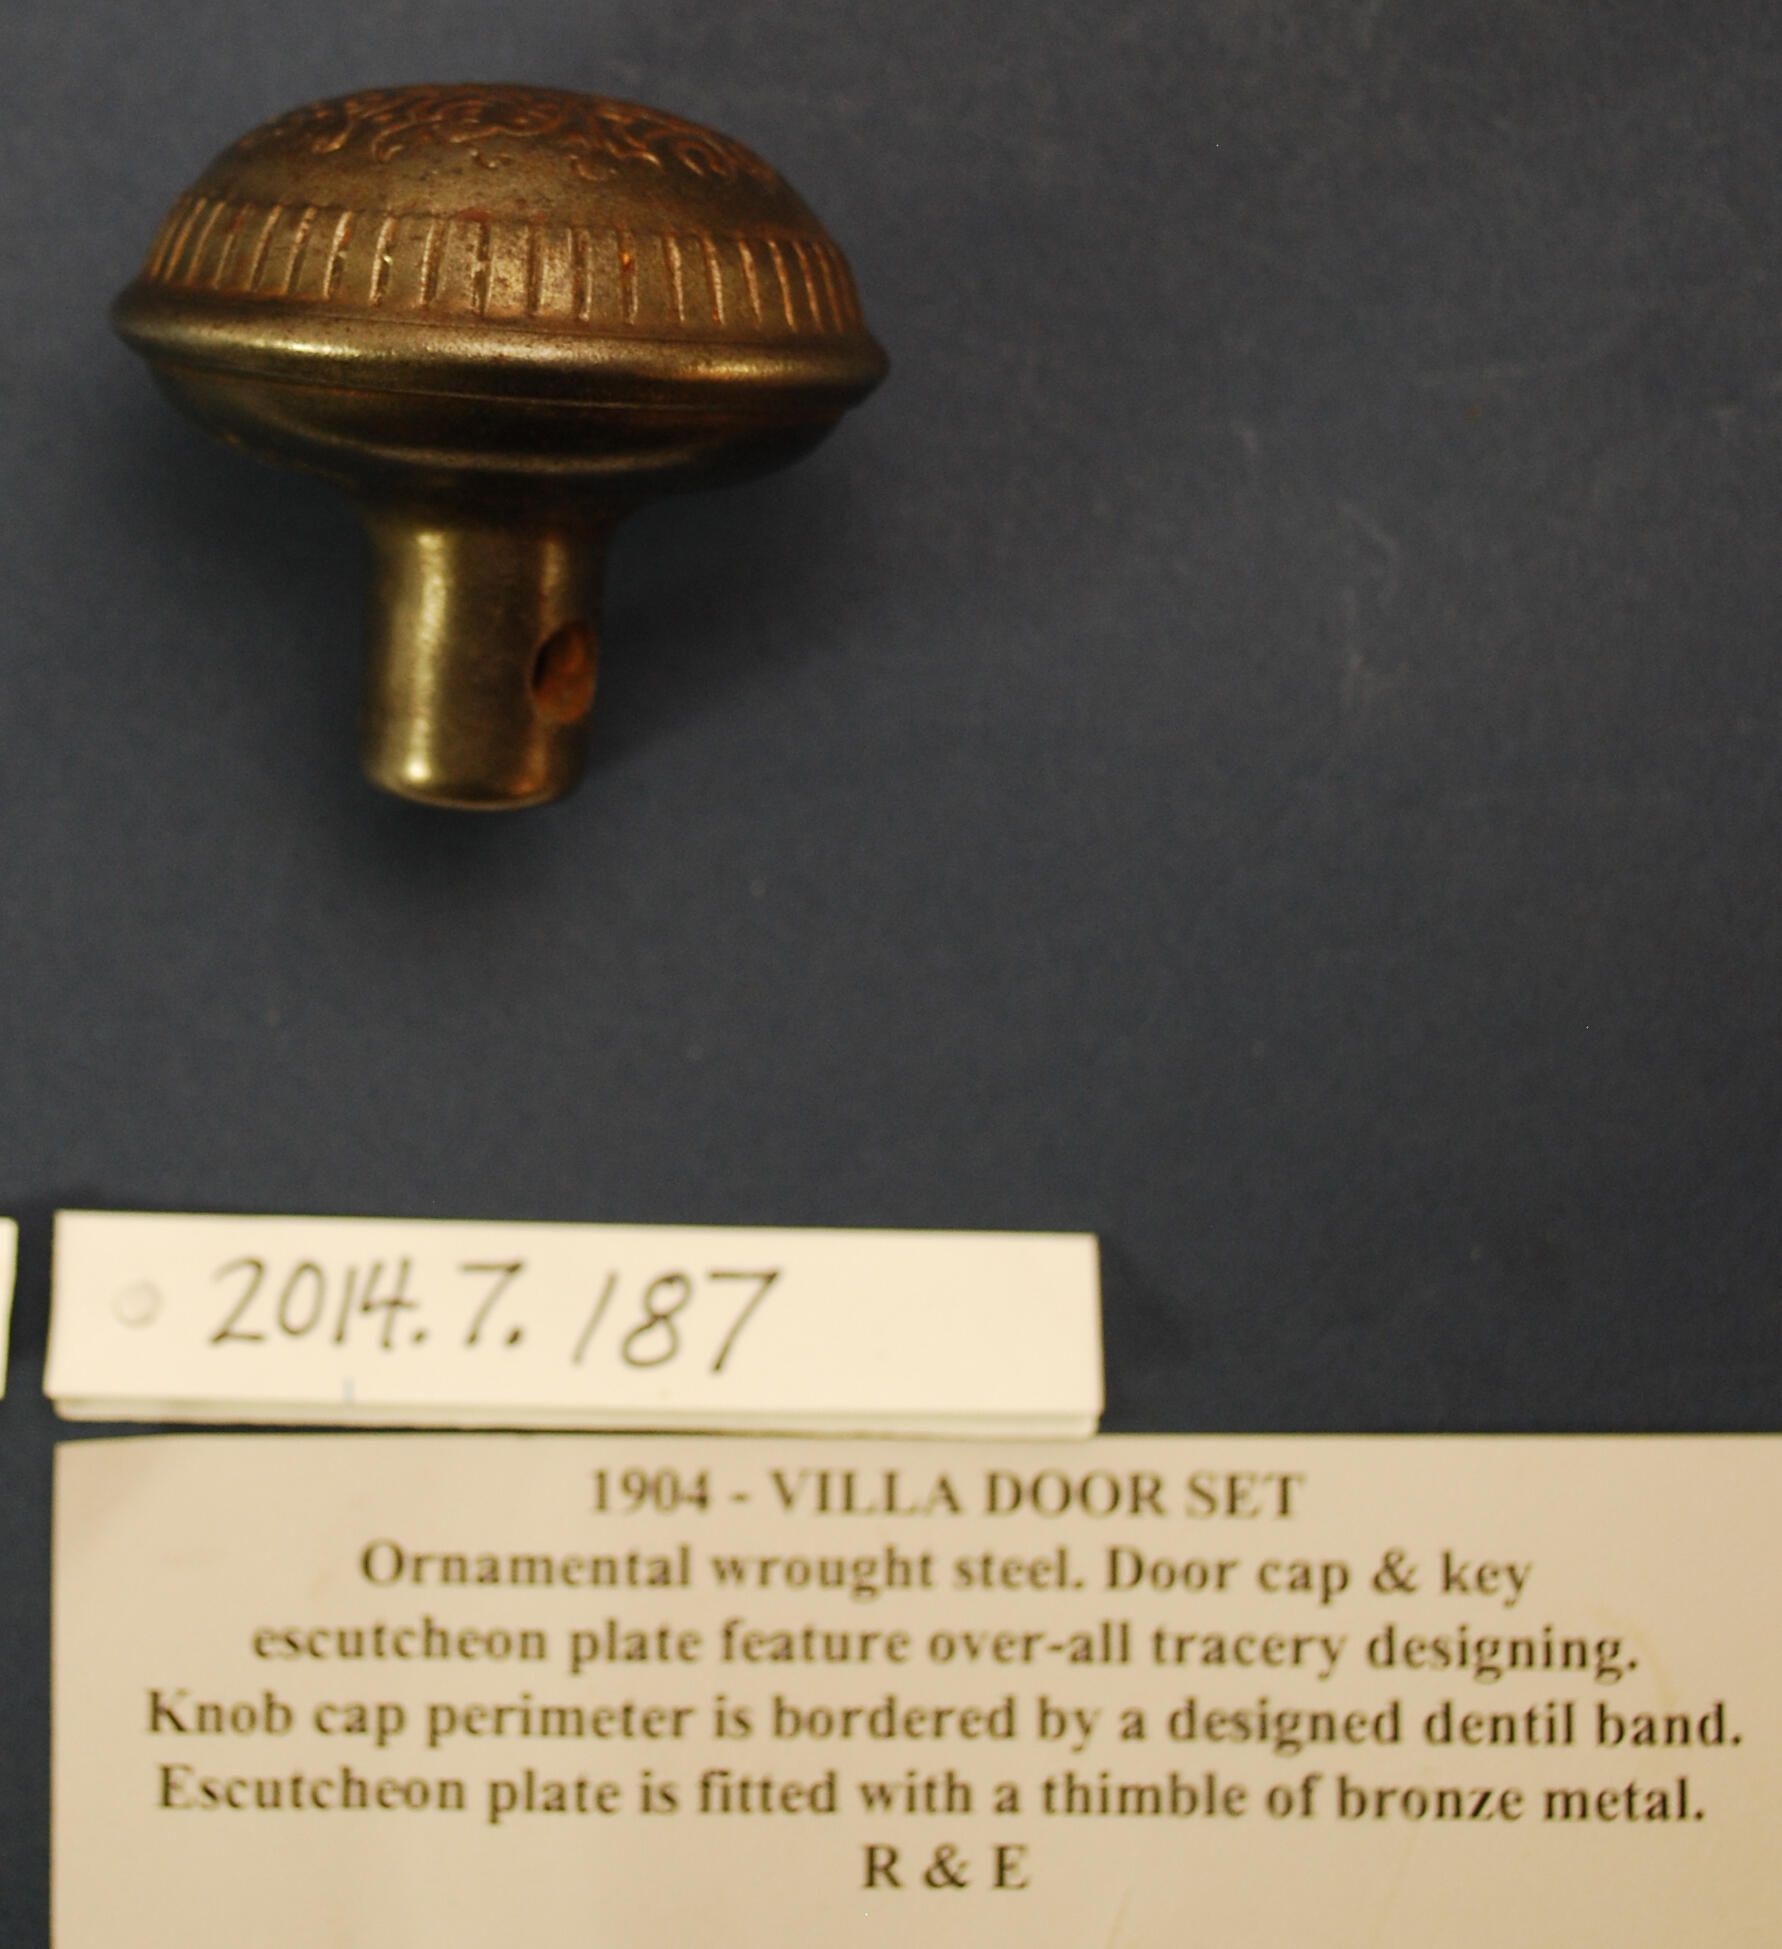 2014.7.187
1904 - VILLA DOOR SET
Ornamental wrought steel. Door cap & key
escutcheon plate feature over-all tracery designing.
Knob cap perimeter is bordered by a designed dentil band.
Escutcheon plate is fitted with a thimble of bronze metal.
R & E